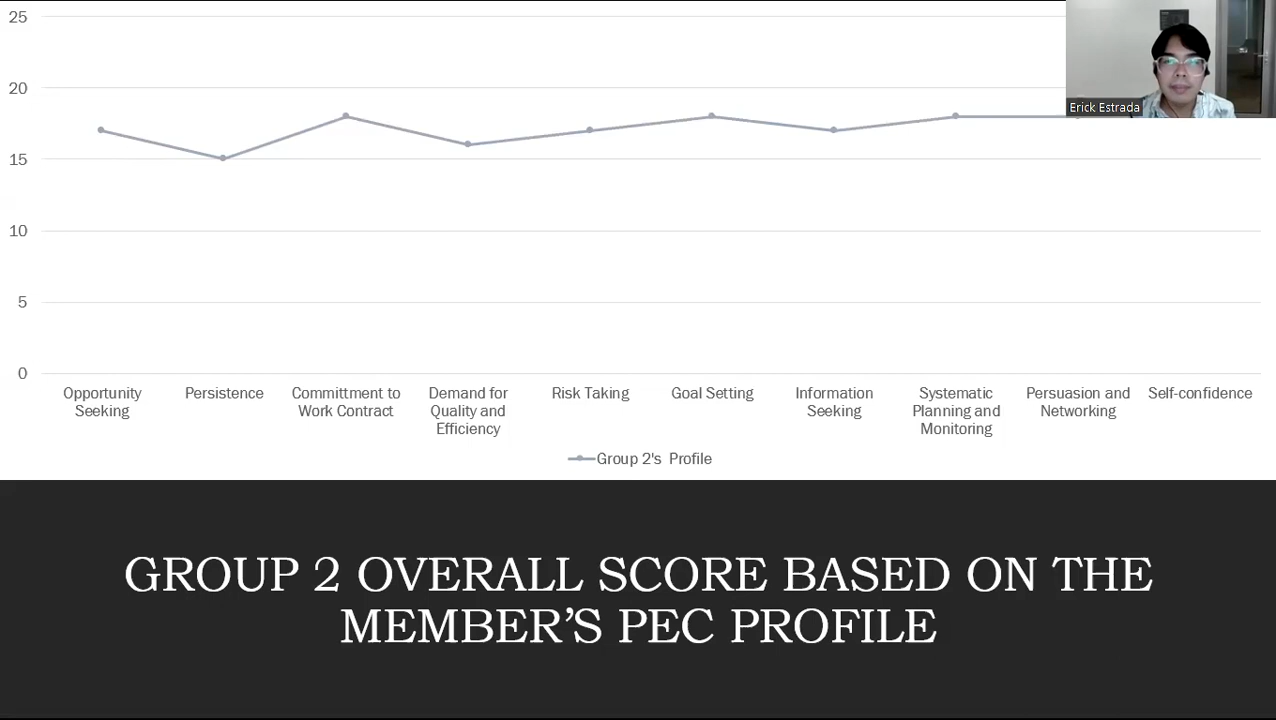 25
20
15
10
5
0
Erick Estrada
Opportunity
Seeking
Persistence
Committment to
Work Contract
Demand for
Quality and
Efficiency
Risk Taking
Goal Setting
Information
Seeking
Systematic
Planning and
Monitoring
Persuasion and
Networking
Self-confidence
Group 2's Profile
GROUP 2 OVERALL SCORE BASED ON THE
MEMBER’S PEC PROFILE